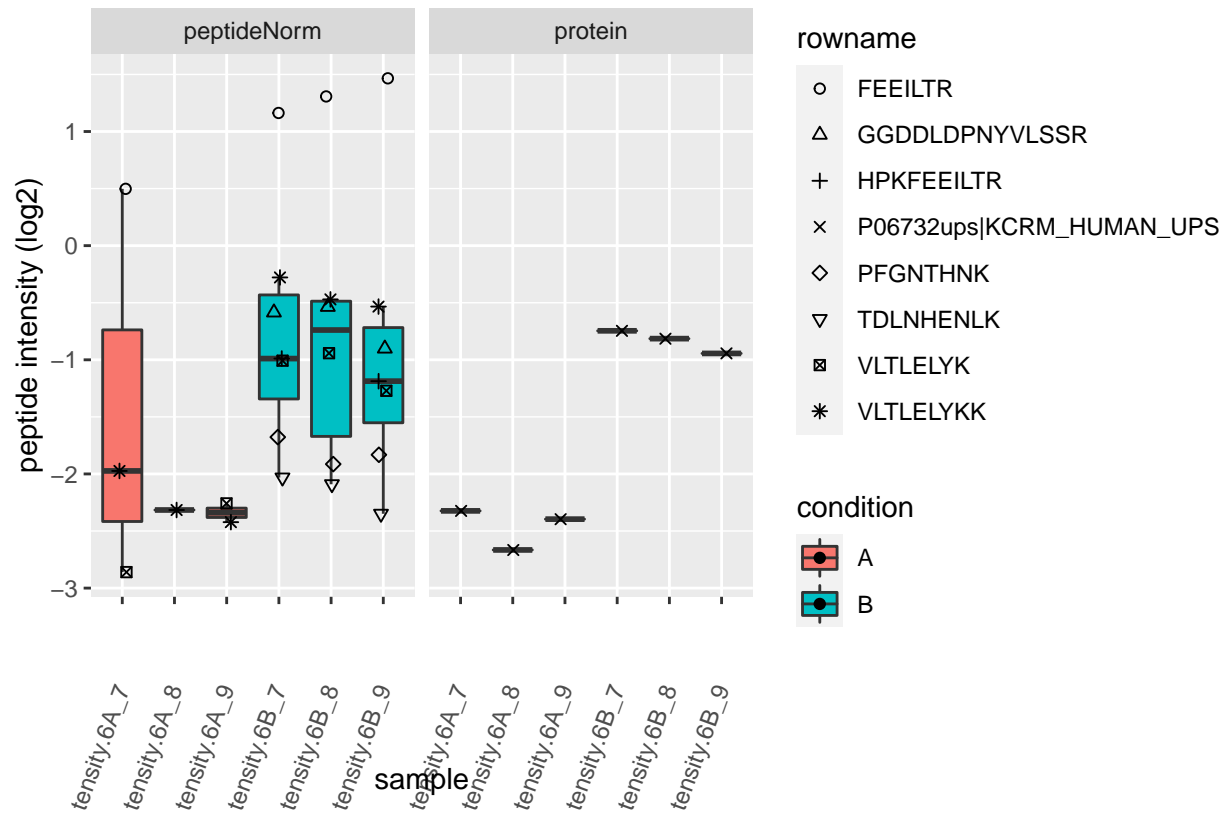 peptideNorm
protein
peptide intensity (log2)
1
0
−1
−2
−3
tensity.6A_7
tensity.6A_8
tensity.6A_9
tensity.6B_7
tensity.6B_8
tensity.6B_9
tensity.6A_7
tensity.6A_8
tensity.6A_9
tensity.6B_7
tensity.6B_8
tensity.6B_9
sample
rowname
FEEILTR
GGDDLDPNYVLSSR
HPKFEEILTR
P06732ups|KCRM_HUMAN_UPS
PFGNTHNK
TDLNHENLK
VLTLELYK
VLTLELYKK
condition
A
B